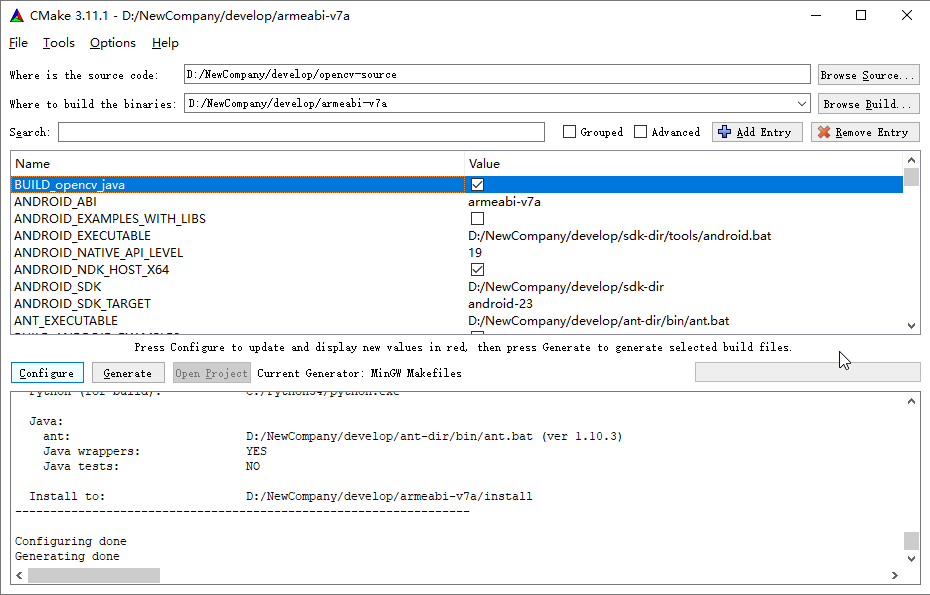 CMake 3.11.1 - D:/NewCompany/develop/armeabi-v7a
File Tools Options Help
Where is the source code: D:/NewCompany/develop/opencv-source Browse Source...
Where to build the binaries: D:/NewCompany/develop/armeabi-v7a Browse Build...
Search: Grouped Advanced Add Entry Remove Entry
Name Value
BUILD_opencv_java
ANDROID_ABI armeabi-v7a
ANDROID_EXAMPLES_WITH_LIBS
ANDROID_EXECUTABLE D:/NewCompany/develop/sdk-dir/tools/android.bat
ANDROID_NATIVE_API_LEVEL 19
ANDROID_NDK_HOST_X64
ANDROID_SDK D:/NewCompany/develop/sdk-dir
ANDROID_SDK_TARGET android-23
ANT_EXECUTABLE D:/NewCompany/develop/ant-dir/bin/ant.bat
Press Configure to update and display new values in red, then press Generate to generate selected build files.
Configure Generate Open Project Current Generator: MinGW Makefiles
Python (for build): C:/Python34/python.exe
Java:
ant: D:/NewCompany/develop/ant-dir/bin/ant.bat (ver 1.10.3)
Java wrappers: YES
Java tests: NO
Install to: D:/NewCompany/develop/armeabi-v7a/install
-----------------------------------------------------------------
Configuring done
Generating done